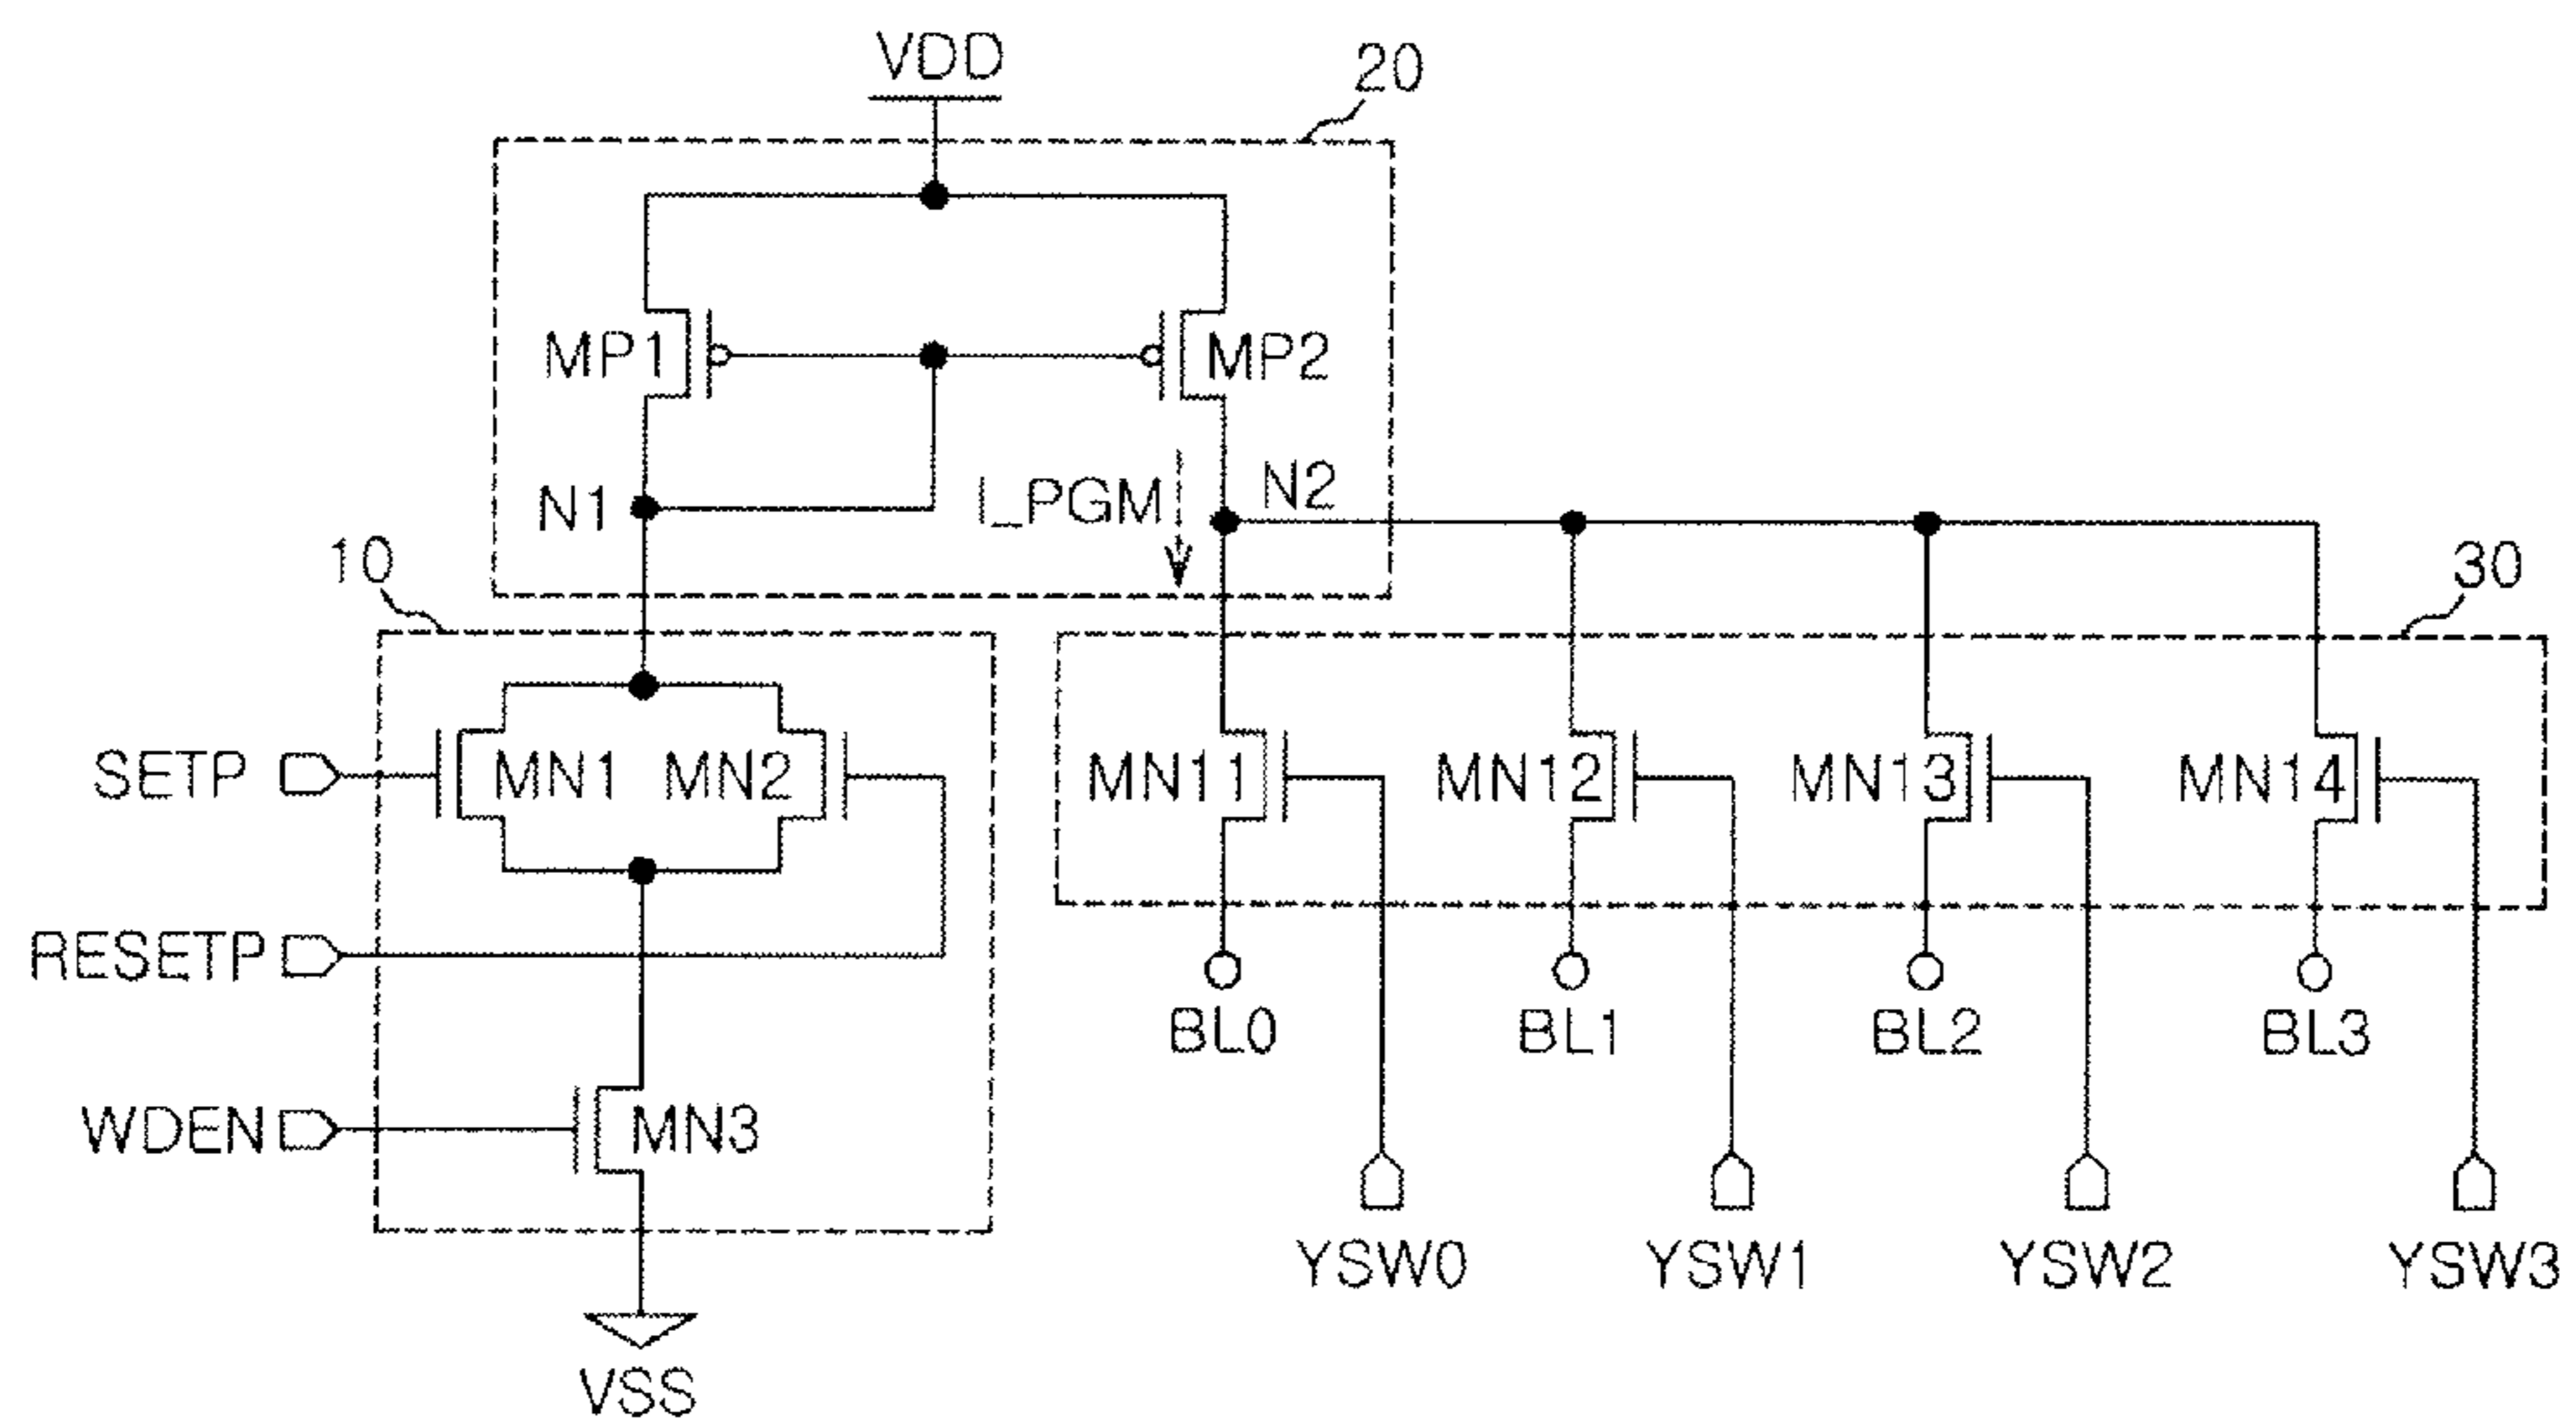 VDD
20
MP1
MP2
N1
I_PGM
N2
10
30
SETP
MN1
MN2
MN11
MN12
MN13
MN14
RESETP
BL0
BL1
BL2
BL3
WDEN
MN3
YSW0
YSW1
YSW2
YSW3
VSS